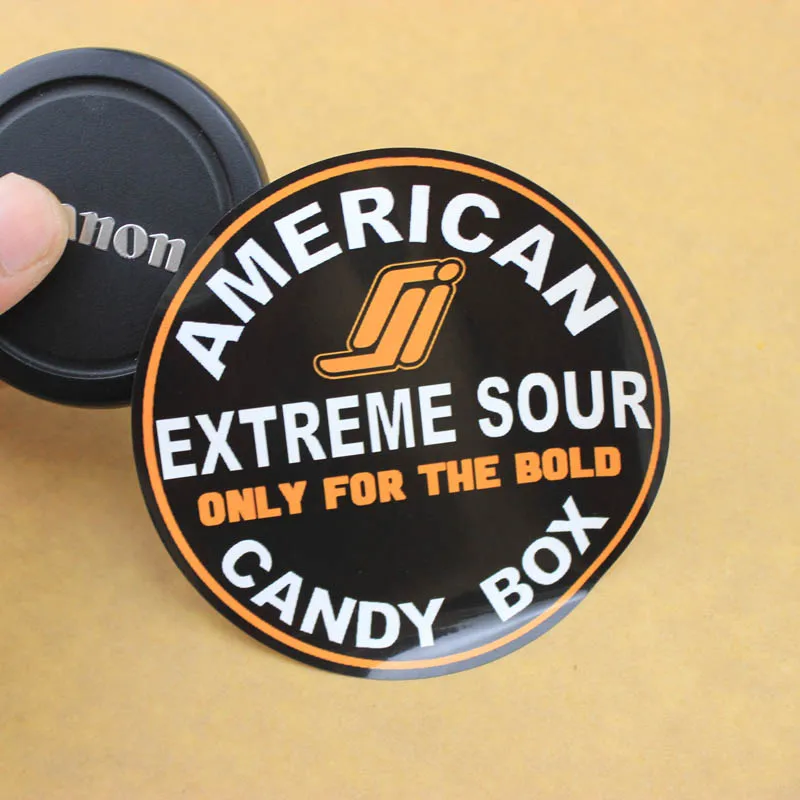 AMERICAN
EXTREME SOUR
ONLY FOR THE BOLD
CANDY BOX